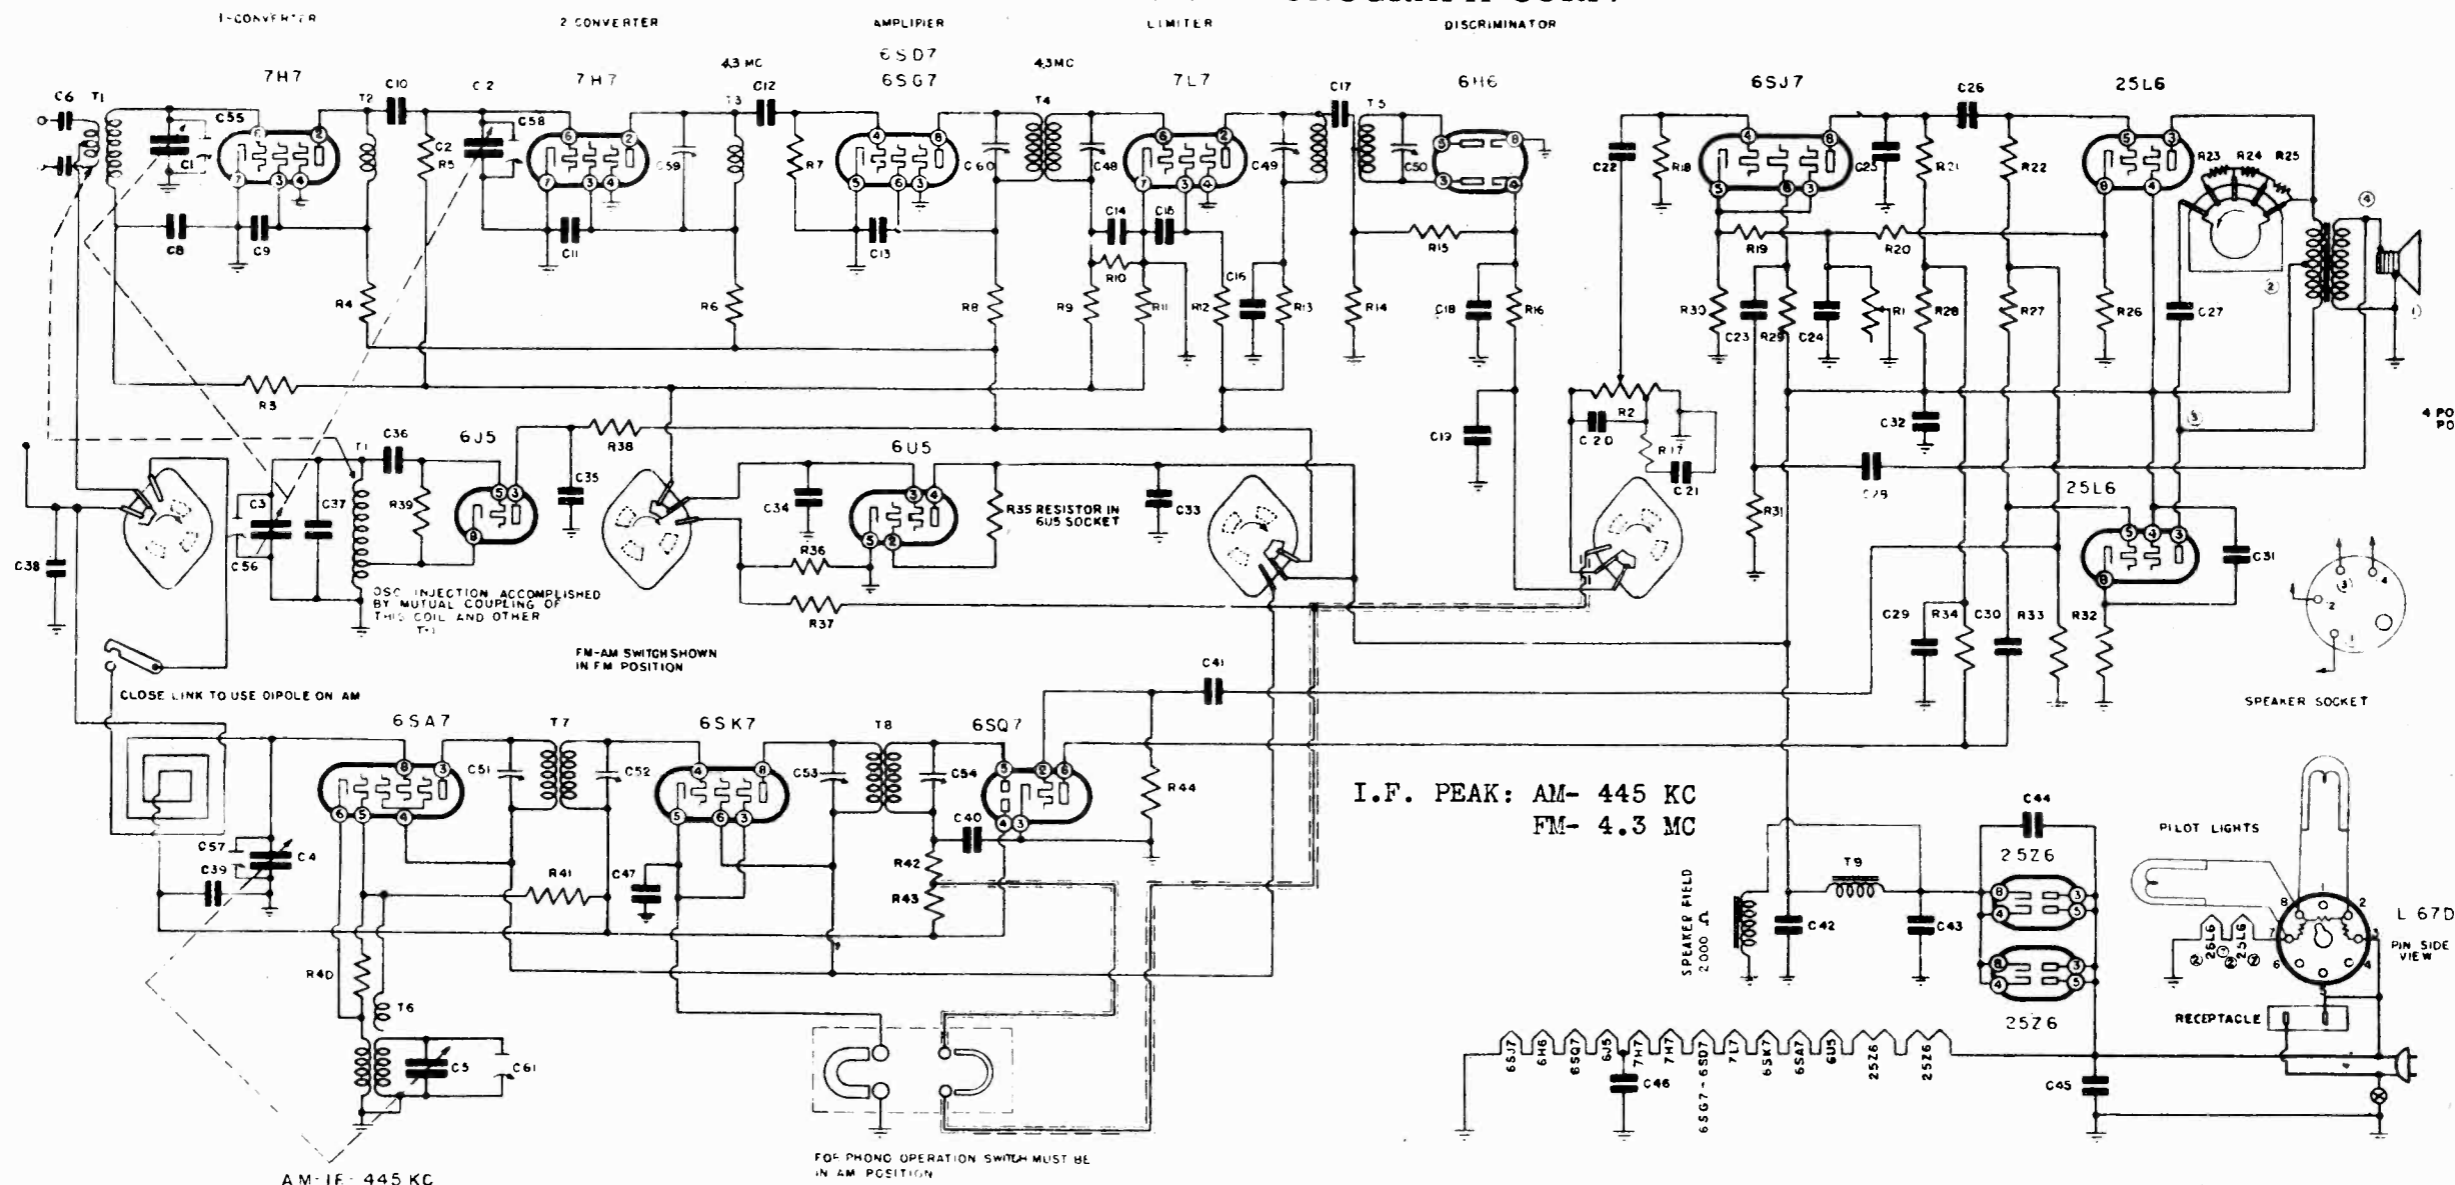 1-CONVERTER 2 CONVERTER AMPLIFIER LIMITER DISCRIMINATOR
7H7 7H7 4.3 MC 6SD7 6SG7 4.3MC 7L7 6H6 6SJ7 25L6
C6 T1 C55 C1 T2 C10 C2 R5 C2 C58 C59 T3 C12 R7 C60 T4 C48 C49 C17 T5 C50 C22 R18 C25 R21 C26 R22 R23 R24 R25
C8 C9 C11 C13 C14 C15 R10 R15 R19 R20
R4 R6 R8 R9 R11 R12 C16 R13 R14 C18 R16 R30 C23 R29 C24 R1 R28 R27 R26 C27
R3 R2 C20 R17 C21 C19 C32 C28
4 PO
PO
C36 6J5 R38 6U5 25L6
C3 C37 T1 R39 C35 C34 C33 R31 C31
R35 RESISTOR IN
6U5 SOCKET
C38 C56 R36 R37
OSC. INJECTION ACCOMPLISHED
BY MUTUAL COUPLING OF
THIS COIL AND OTHER
T-1
C29 R34 C30 R33 R32
FM-AM SWITCH SHOWN
IN FM POSITION
CLOSE LINK TO USE DIPOLE ON AM
C41
SPEAKER SOCKET
6SA7 T7 6SK7 T8 6SQ7
C51 C52 C53 C54 R44
I.F. PEAK: AM- 445 KC
FM- 4.3 MC
C57 C39 C4 R41 C47 C40 R42 R43
SPEAKER FIELD
2000 Ω
T9 C42 C43 C44 25Z6 25Z6
PILOT LIGHTS
L 67D
PIN SIDE
VIEW
25L6 25L6
RECEPTACLE
R40 T6 C5 C61
6SJ7 6H6 6SQ7 6J5 7H7 7H7 6SG7-6SD7 7L7 6SK7 6SA7 6U5 25Z6 25Z6
C46 C45
FOR PHONO OPERATION SWITCH MUST BE
IN AM POSITION
AM-IF-445 KC